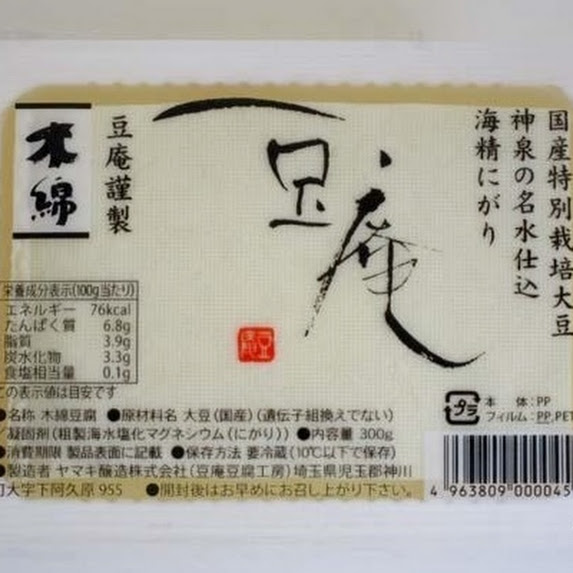 国産特別栽培大豆
神泉の名水仕込
海精にがり
豆庵
豆庵
豆庵謹製
木綿
栄養成分表示(100g当たり)
エネルギー 76kcal
たんぱく質 6.8g
脂質 3.9g
炭水化物 3.3g
食塩相当量 0.1g
この表示値は目安です
●名称 木綿豆腐 ●原材料名 大豆(国産)(遺伝子組換えでない)
/凝固剤(粗製海水塩化マグネシウム(にがり)) ●内容量 300g
●消費期限 製品表面に記載 ●保存方法 要冷蔵(10℃以下で保存)
●製造者 ヤマキ醸造株式会社(豆庵豆腐工房)埼玉県児玉郡神川
町大字下阿久原 955 ●開封後はお早めにお召し上がり下さい。
プラ
本体:PP
フィルム:PP,PET
4 963809 000045